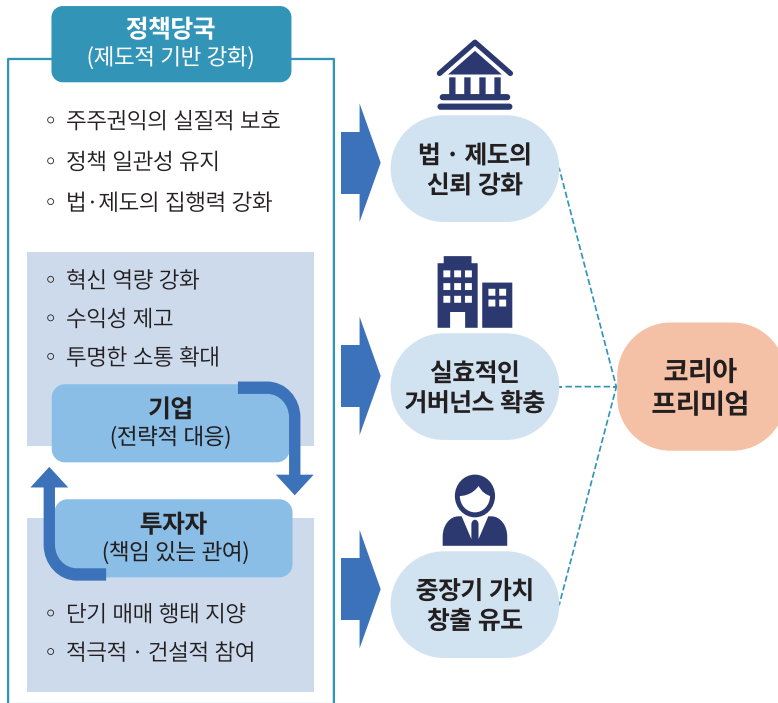 정책당국
(제도적 기반 강화)
◦ 주주권익의 실질적 보호
◦ 정책 일관성 유지
◦ 법·제도의 집행력 강화
◦ 혁신 역량 강화
◦ 수익성 제고
◦ 투명한 소통 확대
기업
(전략적 대응)
투자자
(책임 있는 관여)
◦ 단기 매매 행태 지양
◦ 적극적 · 건설적 참여
법 · 제도의
신뢰 강화
실효적인
거버넌스 확충
중장기 가치
창출 유도
코리아
프리미엄